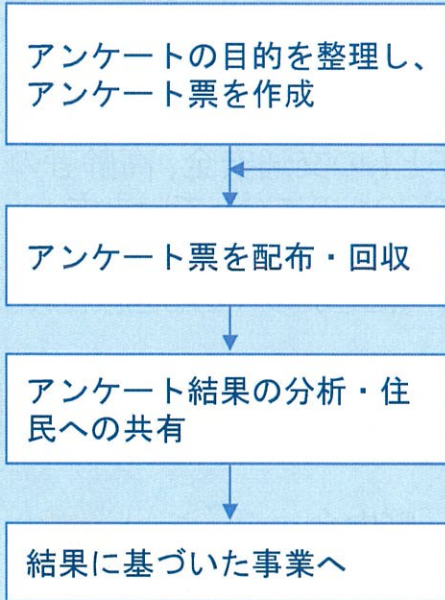 アンケートの目的を整理し、
アンケート票を作成
アンケート票を配布・回収
アンケート結果の分析・住
民への共有
結果に基づいた事業へ